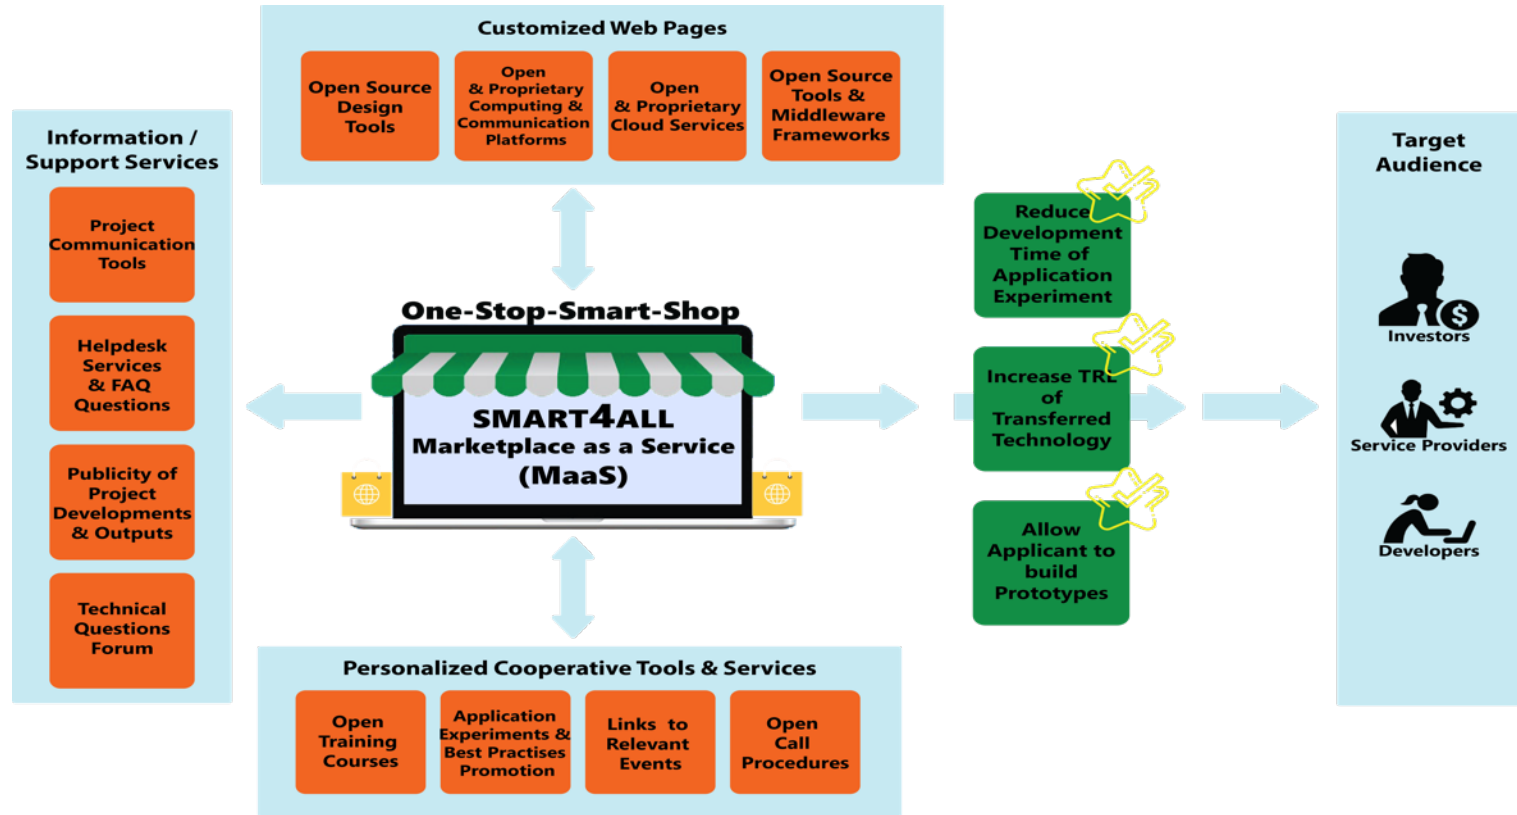 Customized Web Pages
Open Source
Design
Tools
Open
& Proprietary
Computing &
Communication
Platforms
Open
& Proprietary
Cloud Services
Open Source
Tools &
Middleware
Frameworks
Information /
Support Services
Project
Communication
Tools
Helpdesk
Services
& FAQ
Questions
Publicity of
Project
Developments
& Outputs
Technical
Questions
Forum
One-Stop-Smart-Shop
SMART4ALL
Marketplace as a Service
(MaaS)
Personalized Cooperative Tools & Services
Open
Training
Courses
Application
Experiments &
Best Practises
Promotion
Links to
Relevant
Events
Open
Call
Procedures
Reduce
Development
Time of
Application
Experiment
Increase TRL
of
Transferred
Technology
Allow
Applicant to
build
Prototypes
Target
Audience
$
Investors
Service Providers
Developers